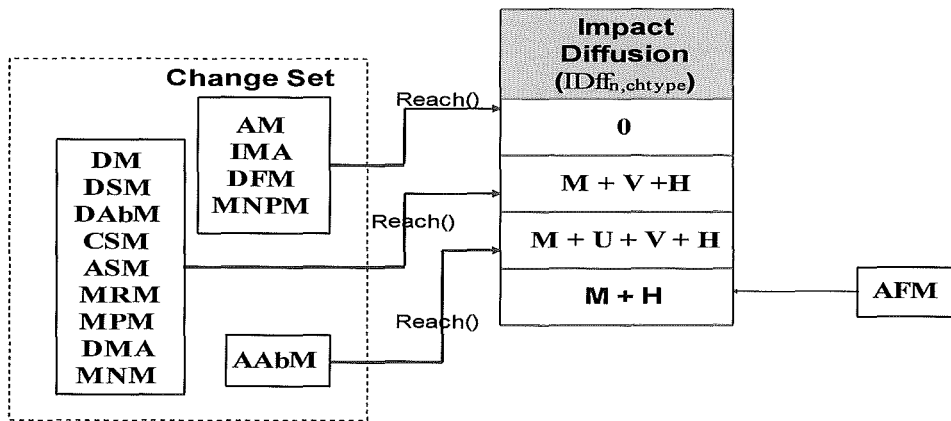 Impact
Diffusion
(IDff n,chtype)
Change Set
Reach()
AM
IMA
DFM
MNPM
0
DM
DSM
DAbM
CSM
ASM
MRM
MPM
DMA
MNM
M + V +H
Reach()
M + U + V + H
M + H
AFM
Reach()
AAbM